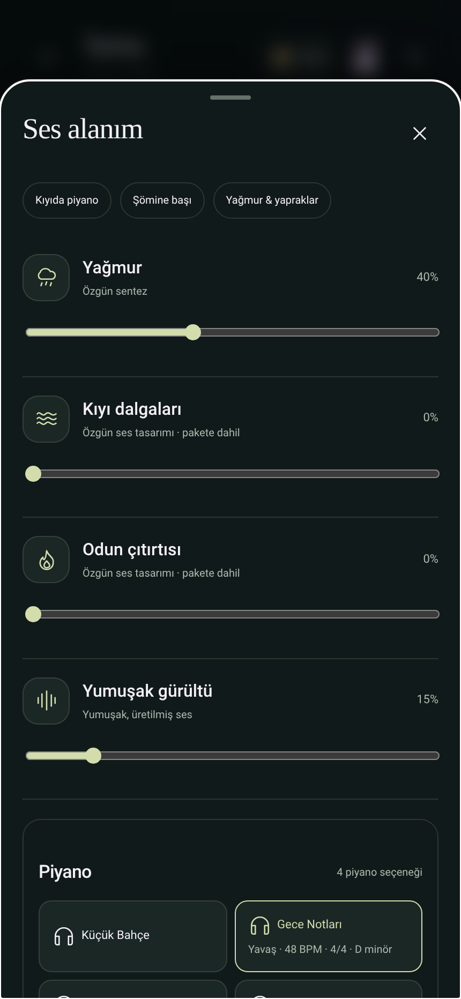 Ses alanım
Kıyıda piyano
Şömine başı
Yağmur & yapraklar
Yağmur
Özgün sentez
40%
Kıyı dalgaları
Özgün ses tasarımı · pakete dahil
0%
Odun çıtırtısı
Özgün ses tasarımı · pakete dahil
0%
Yumuşak gürültü
Yumuşak, üretilmiş ses
15%
Piyano
4 piyano seçeneği
Küçük Bahçe
Gece Notları
Yavaş · 48 BPM · 4/4 · D minör